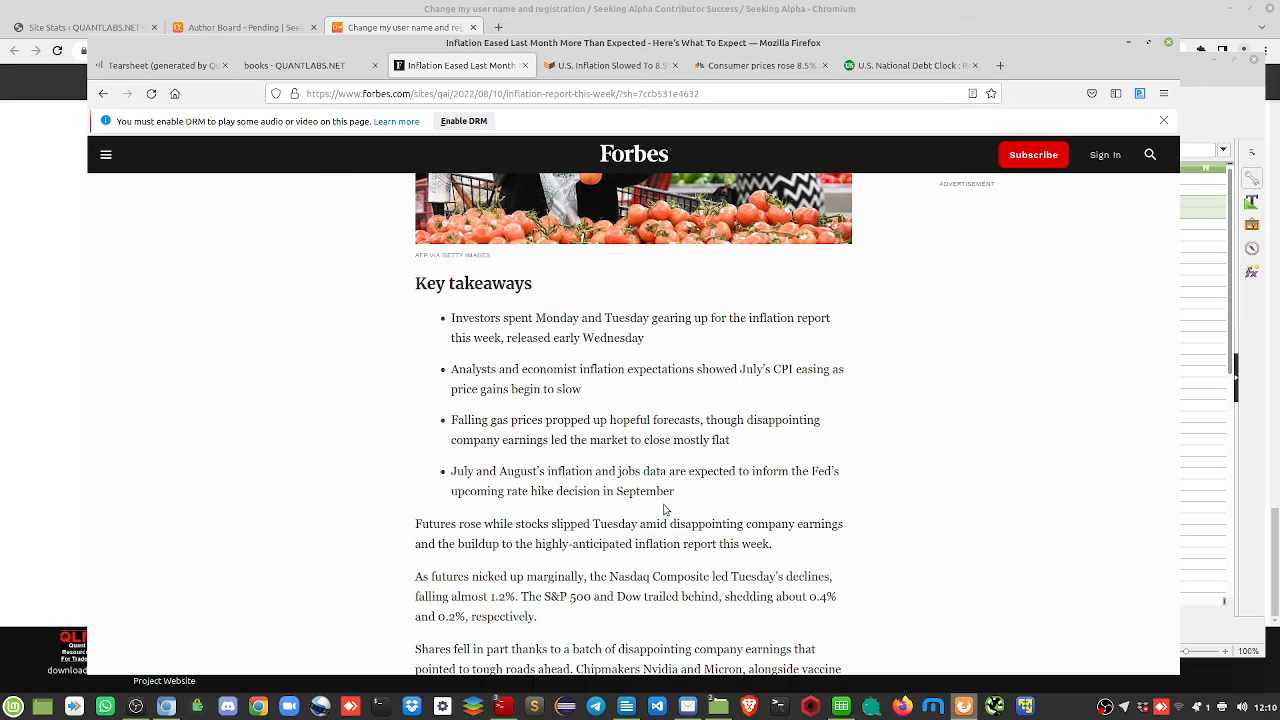 Change my user name and registration / Seeking Alpha Contributor Success / Seeking Alpha - Chromium
Site Stats ‹ QUANTLABS.NET
Author Board - Pending | Seek
Change my user name and reg
Inflation Eased Last Month More Than Expected - Here's What To Expect — Mozilla Firefox
Tearsheet (generated by Qu
books - QUANTLABS.NET
Inflation Eased Last Month
U.S. Inflation Slowed To 8.5
Consumer prices rose 8.5%
U.S. National Debt Clock : R
https://www.forbes.com/sites/qai/2022/08/10/inflation-report-this-week/?sh=7ccb531e4632
You must enable DRM to play some audio or video on this page. Learn more
Enable DRM
Forbes
Subscribe
Sign In
N
ADVERTISEMENT
AFP VIA GETTY IMAGES
Key takeaways
Investors spent Monday and Tuesday gearing up for the inflation report
this week, released early Wednesday
Analysts and economist inflation expectations showed July's CPI easing as
price gains begin to slow
Falling gas prices propped up hopeful forecasts, though disappointing
company earnings led the market to close mostly flat
July and August's inflation and jobs data are expected to inform the Fed's
upcoming rate hike decision in September
Futures rose while stocks slipped Tuesday amid disappointing company earnings
and the buildup to the highly-anticipated inflation report this week.
As futures nicked up marginally, the Nasdaq Composite led Tuesday's declines,
falling almost 1.2%. The S&P 500 and Dow trailed behind, shedding about 0.4%
and 0.2%, respectively.
Shares fell in part thanks to a batch of disappointing company earnings that
pointed to tough roads ahead. Chipmakers Nvidia and Micron, alongside vaccine
QLN
Quant
Resourc
For Trade
download
100%
Project Website
3
2
12:10